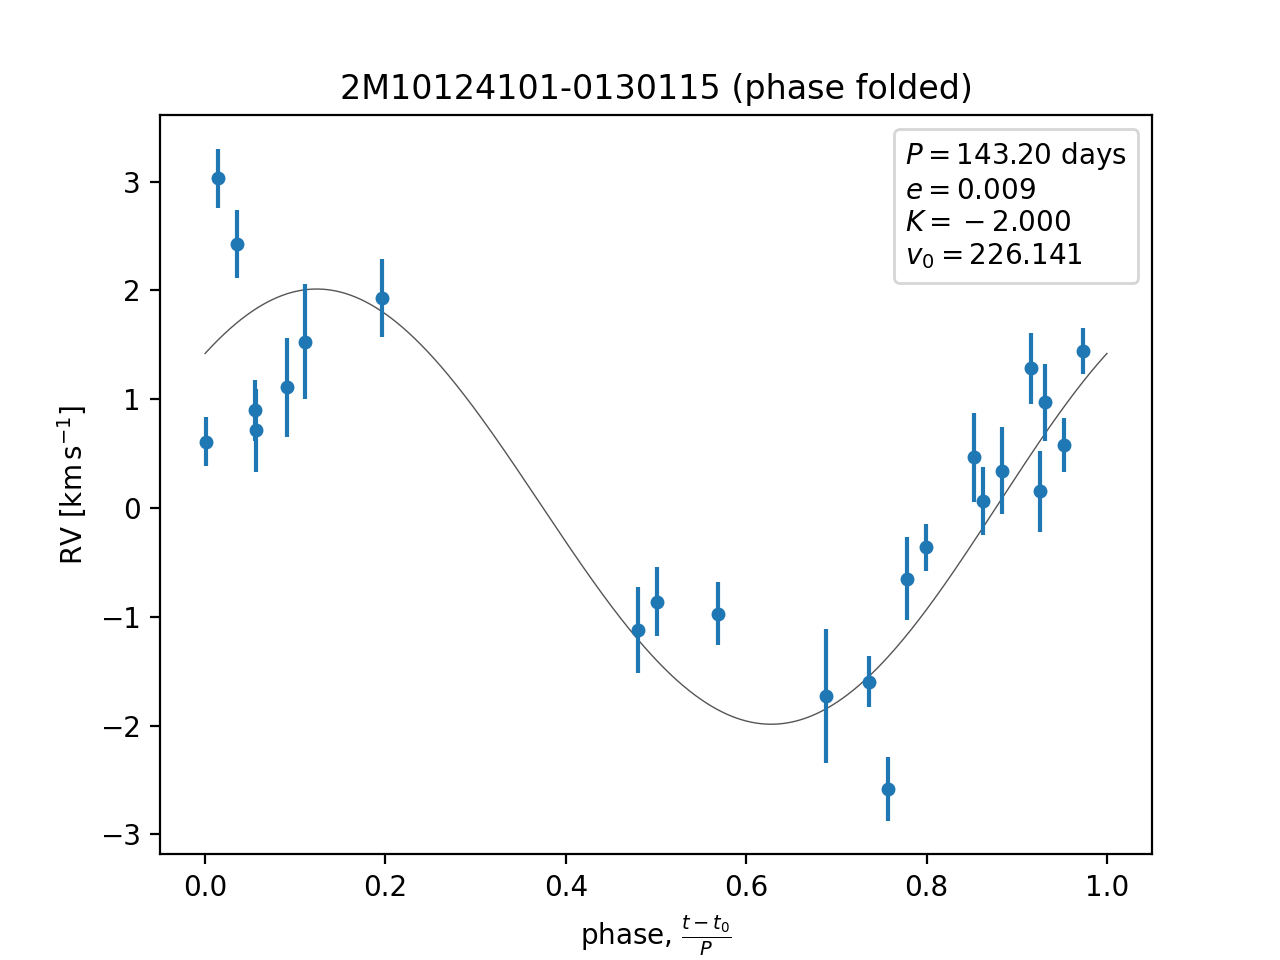 2M10124101-0130115 (phase folded)
P = 143.20 days
e = 0.009
K = −2.000
v₀ = 226.141
3
2
1
0
−1
−2
−3
RV [km s⁻¹]
0.0 0.2 0.4 0.6 0.8 1.0
phase, (t − t₀)/P